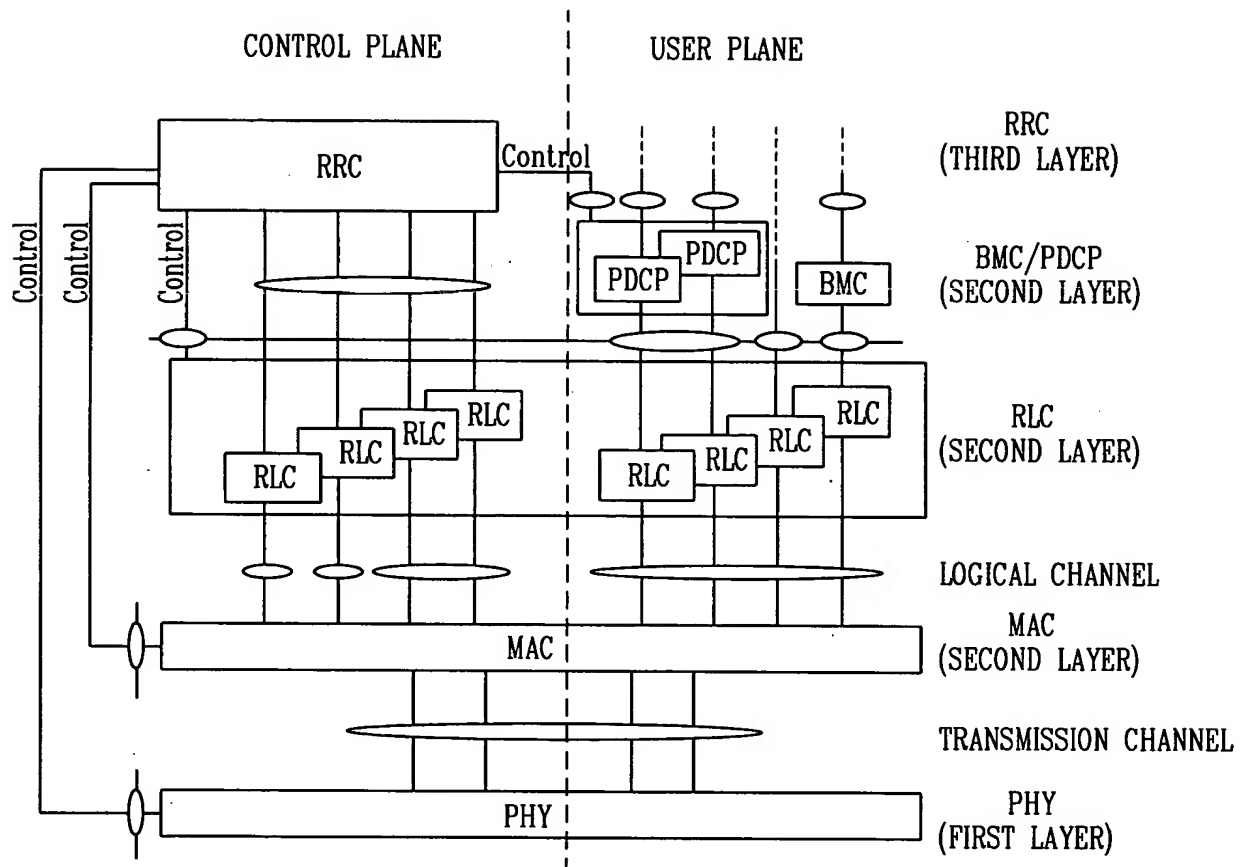 CONTROL PLANE
USER PLANE
RRC
Control
RRC
(THIRD LAYER)
Control
Control
Control
PDCP
PDCP
BMC
BMC/PDCP
(SECOND LAYER)
RLC
RLC
RLC
RLC
RLC
RLC
RLC
RLC
RLC
(SECOND LAYER)
LOGICAL CHANNEL
MAC
MAC
(SECOND LAYER)
TRANSMISSION CHANNEL
PHY
PHY
(FIRST LAYER)